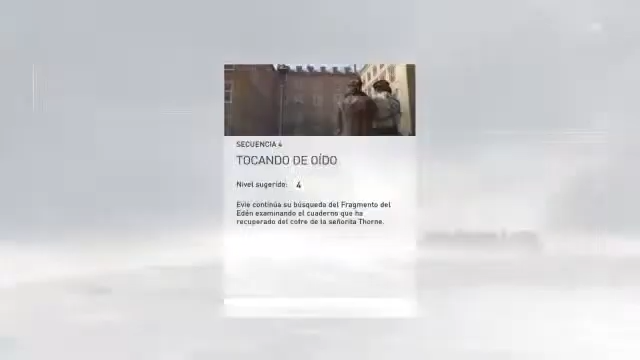 SECUENCIA 4
TOCANDO DE OÍDO
Nivel sugerido: 4
Evie continúa su búsqueda del Fragmento del
Edén examinando el cuaderno que ha
recuperado del cofre de la señorita Thorne.